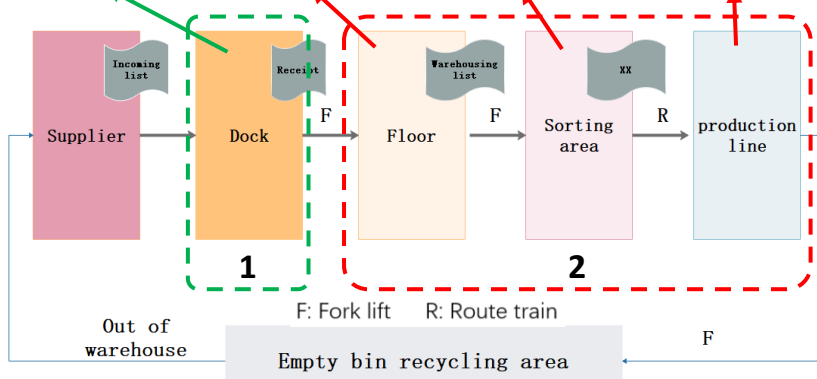 Incoming
list
Receipt
Warehousing
list
XX
F
F
R
Supplier
Dock
Floor
Sorting
area
production
line
1
2
F: Fork lift R: Route train
Out of
warehouse
Empty bin recycling area
F